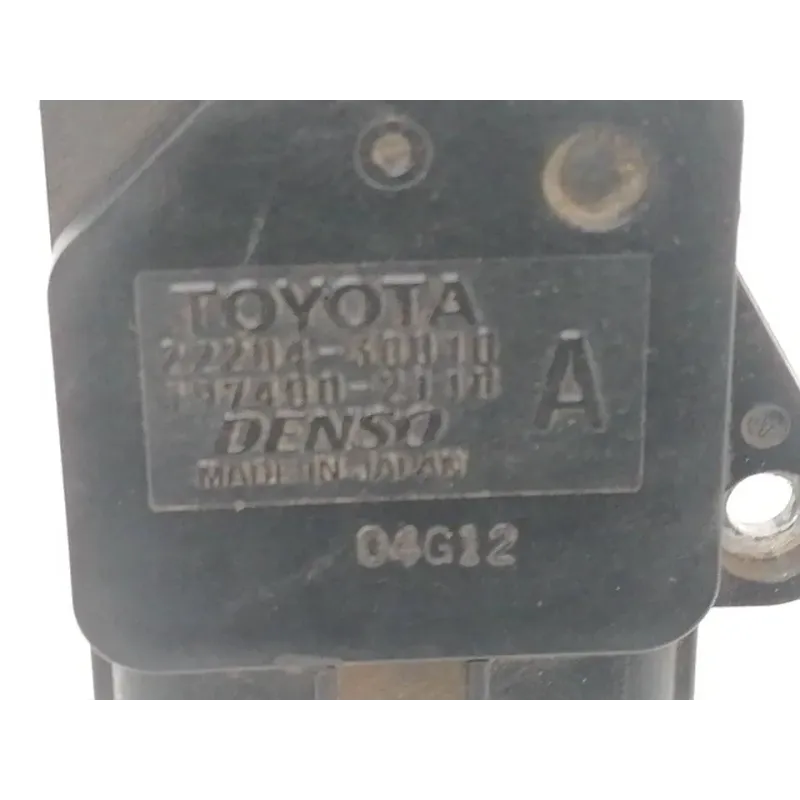 TOYOTA
22204-30010
197400-2110
A
DENSO
MADE IN JAPAN
04G12